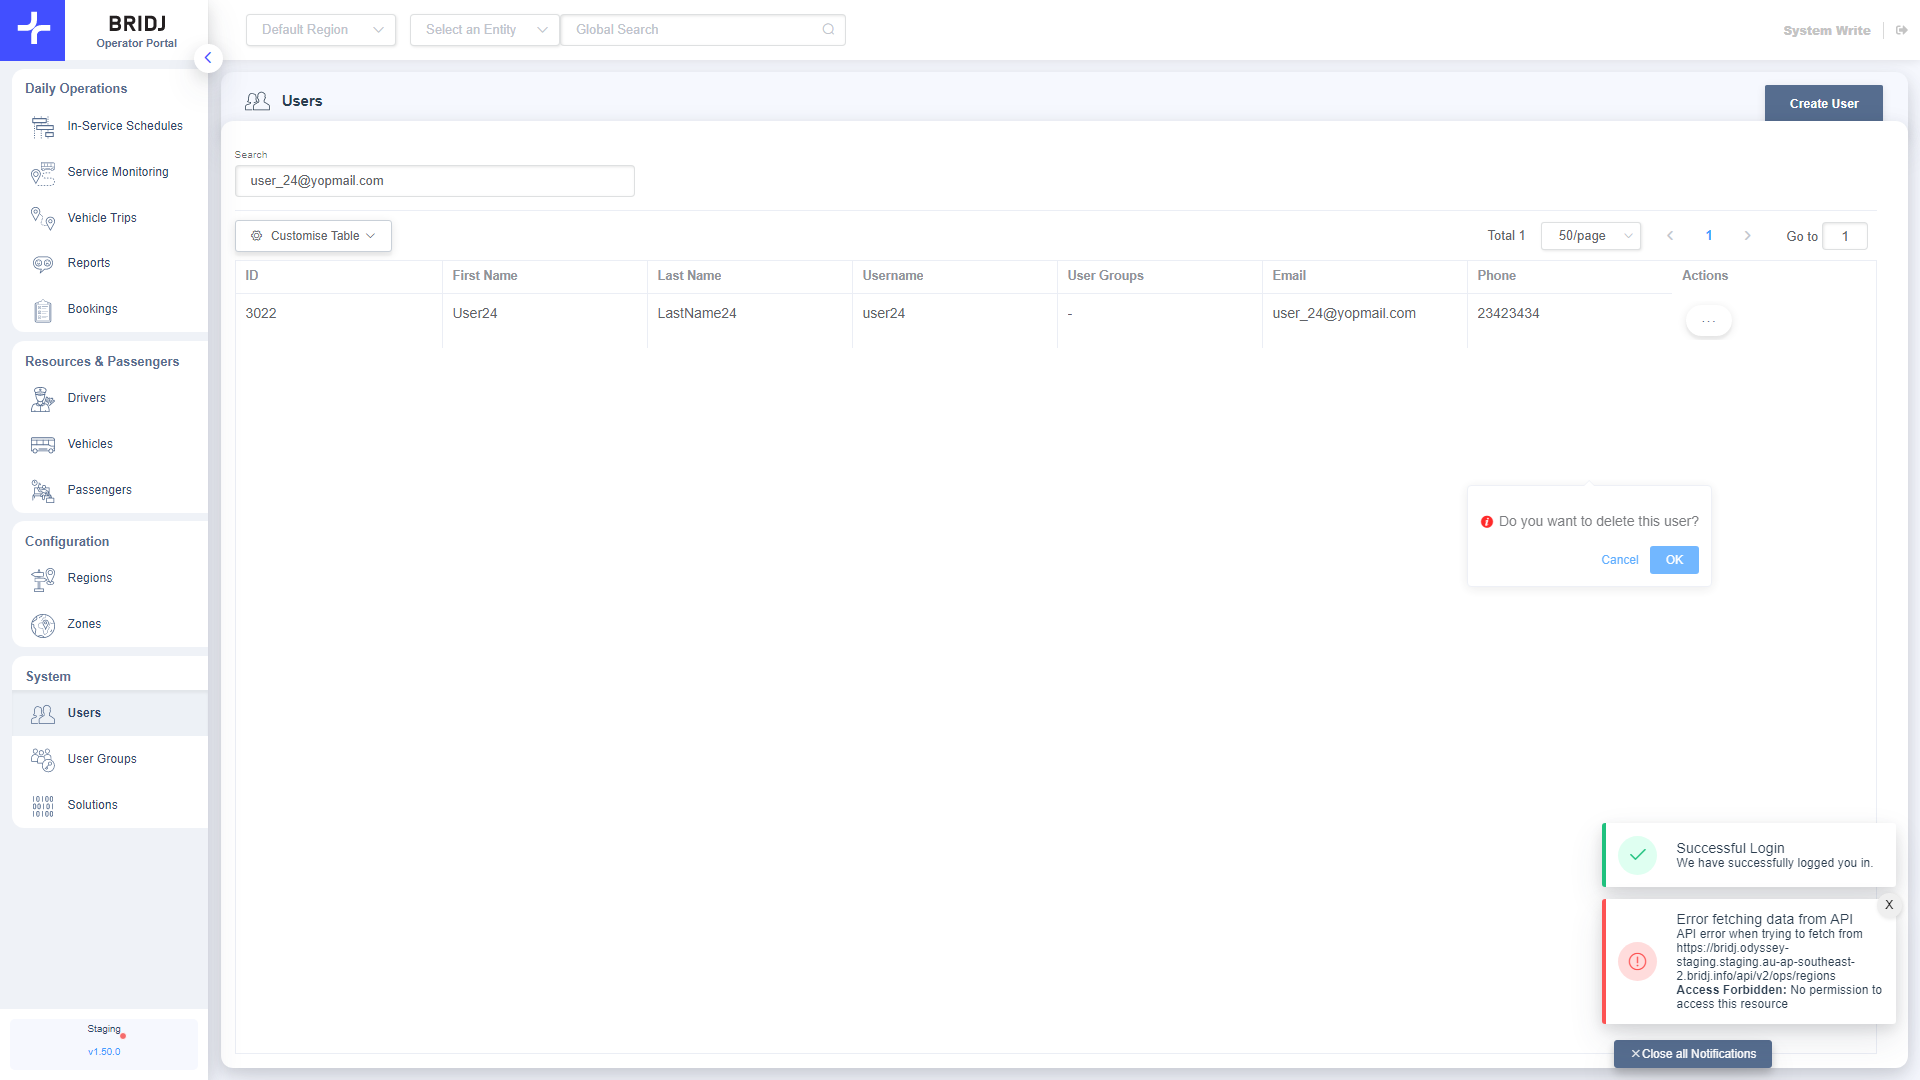 BRIDJ
Operator Portal
Default Region
Select an Entity
Global Search
System Write
Daily Operations
In-Service Schedules
Service Monitoring
Vehicle Trips
Reports
Bookings
Resources & Passengers
Drivers
Vehicles
Passengers
Configuration
Regions
Zones
System
Users
User Groups
Solutions
Staging
v1.50.0
Users
Create User
Search
user_24@yopmail.com
Customise Table
Total 1
50/page
1
Go to
1
ID First Name Last Name Username User Groups Email Phone Actions
3022 User24 LastName24 user24 - user_24@yopmail.com 23423434 ...
Do you want to delete this user?
Cancel
OK
Successful Login
We have successfully logged you in.
X
Error fetching data from API
API error when trying to fetch from
https://bridj.odyssey-
staging.staging.au-ap-southeast-
2.bridj.info/api/v2/ops/regions
Access Forbidden: No permission to
access this resource
Close all Notifications